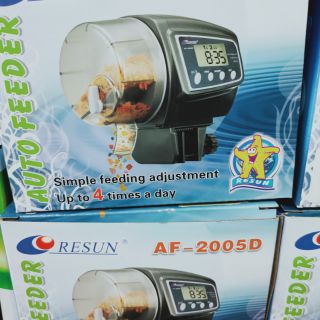 AUTO FEEDER
8:35
Simple feeding adjustment
Up to 4 times a day
RESUN
RESUN® AF-2005D
FEEDER
8:35